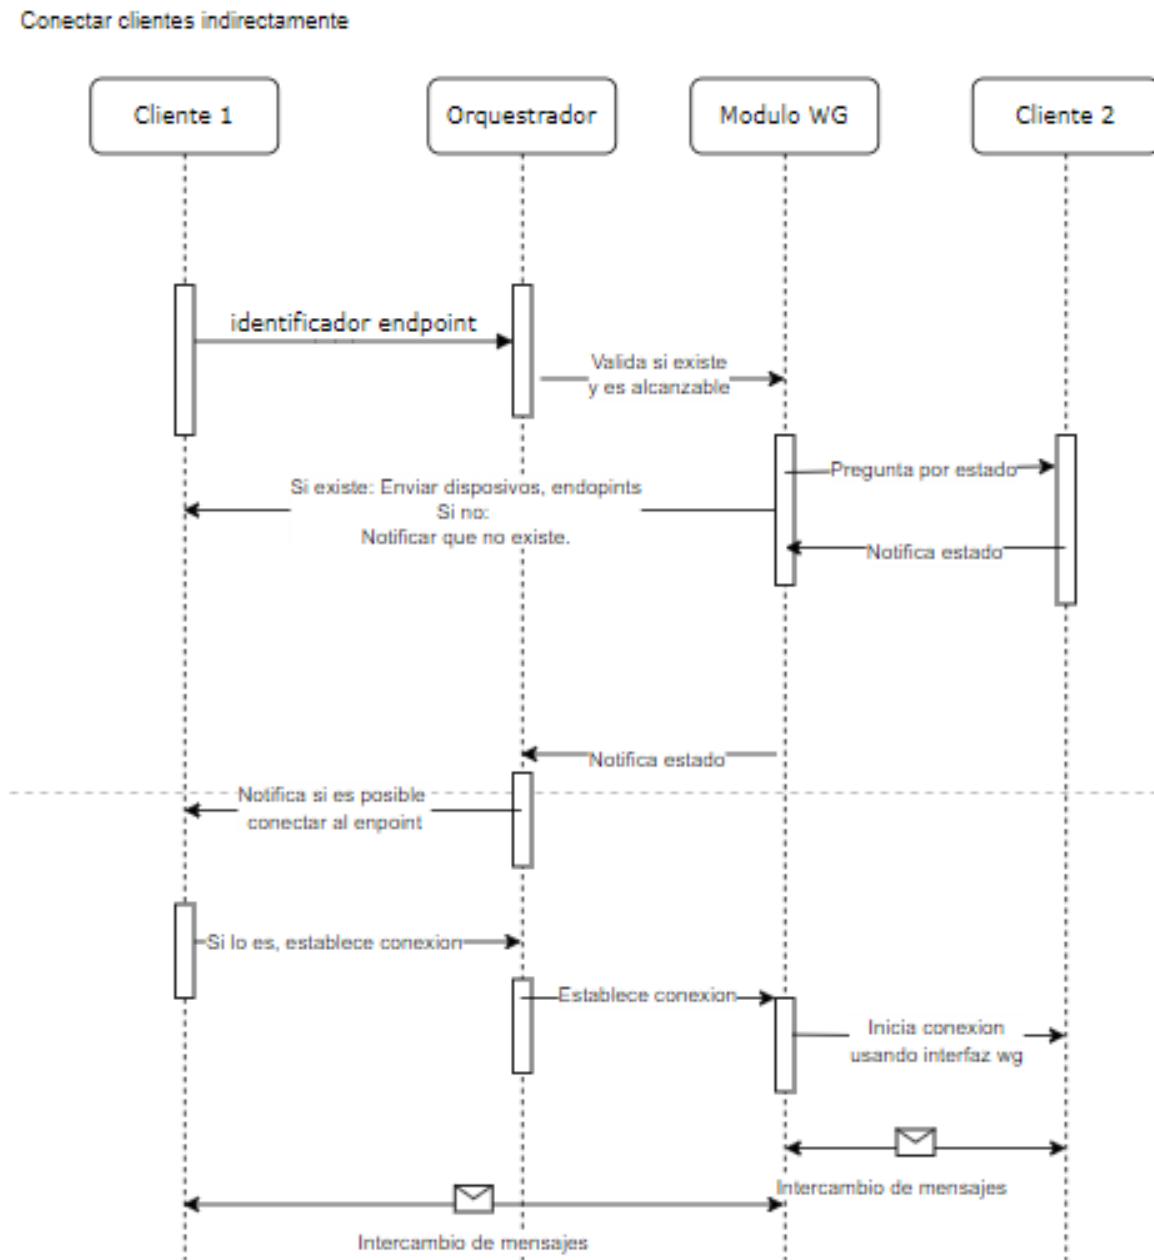 Conectar clientes indirectamente
Cliente 1
Orquestrador
Modulo WG
Cliente 2
identificador endpoint
Valida si existe
y es alcanzable
Pregunta por estado
Si existe: Enviar disposivos, endopints
Si no:
Notificar que no existe.
Notifica estado
Notifica estado
Notifica si es posible
conectar al enpoint
Si lo es, establece conexion
Establece conexion
Inicia conexion
usando interfaz wg
Intercambio de mensajes
Intercambio de mensajes